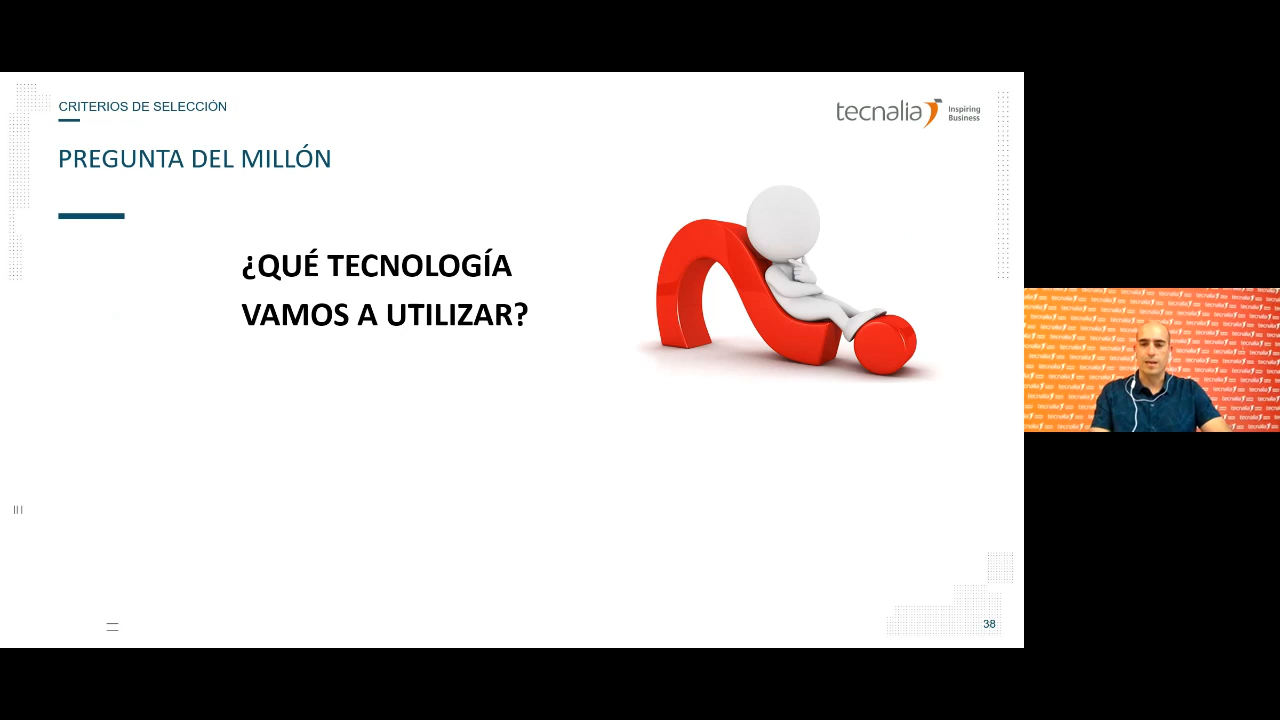 CRITERIOS DE SELECCIÓN
tecnalia Inspiring
Business
PREGUNTA DEL MILLÓN
¿QUÉ TECNOLOGÍA
VAMOS A UTILIZAR?
38